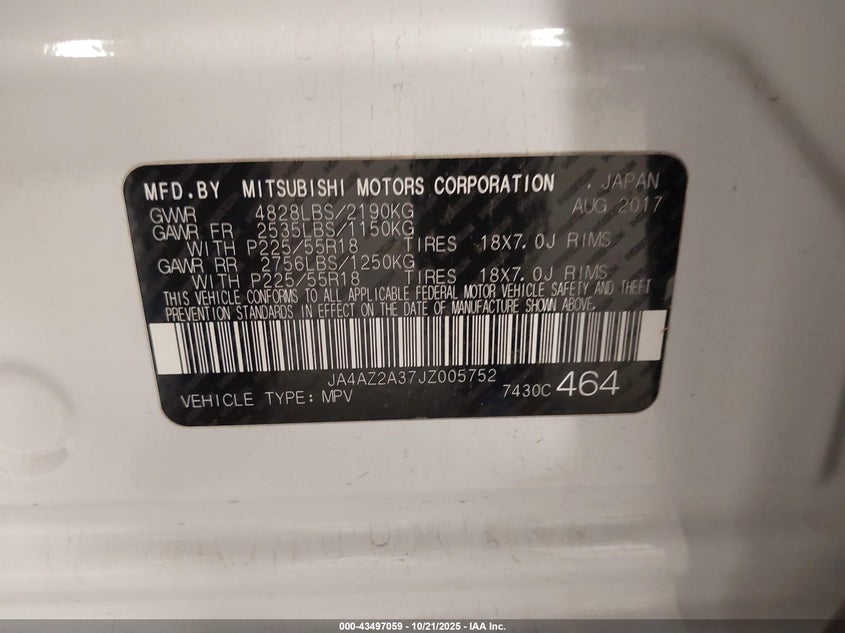 MFD.BY MITSUBISHI MOTORS CORPORATION . JAPAN
GVWR 4828LBS/2190KG AUG 2017
GAWR FR 2535LBS/1150KG
WITH P225/55R18 TIRES 18X7.0J RIMS
GAWR RR 2756LBS/1250KG
WITH P225/55R18 TIRES 18X7.0J RIMS
THIS VEHICLE CONFORMS TO ALL APPLICABLE FEDERAL MOTOR VEHICLE SAFETY AND THEFT
PREVENTION STANDARDS IN EFFECT ON THE DATE OF MANUFACTURE SHOWN ABOVE.
JA4AZ2A37JZ005752
VEHICLE TYPE: MPV 7430C 464
000-43497059 - 10/21/2025 - IAA Inc.